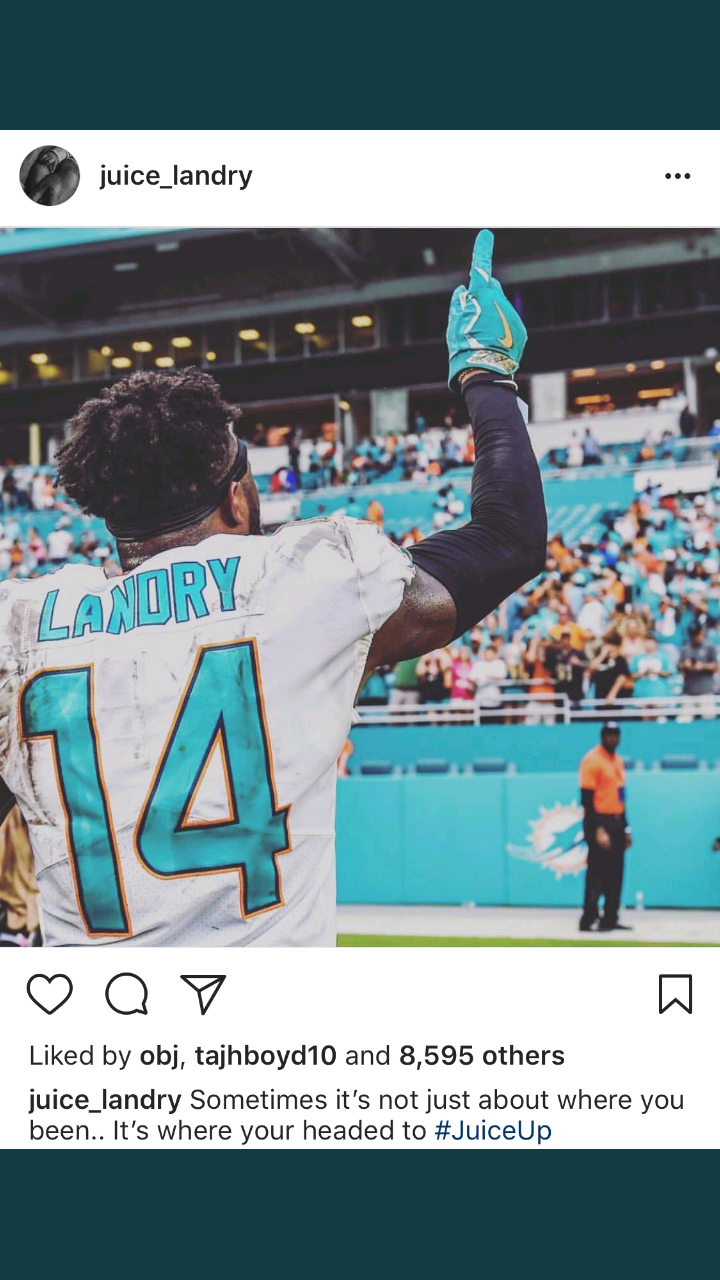 juice_landry
LANDRY
14
Liked by obj, tajhboyd10 and 8,595 others
juice_landry Sometimes it’s not just about where you
been.. It’s where your headed to #JuiceUp